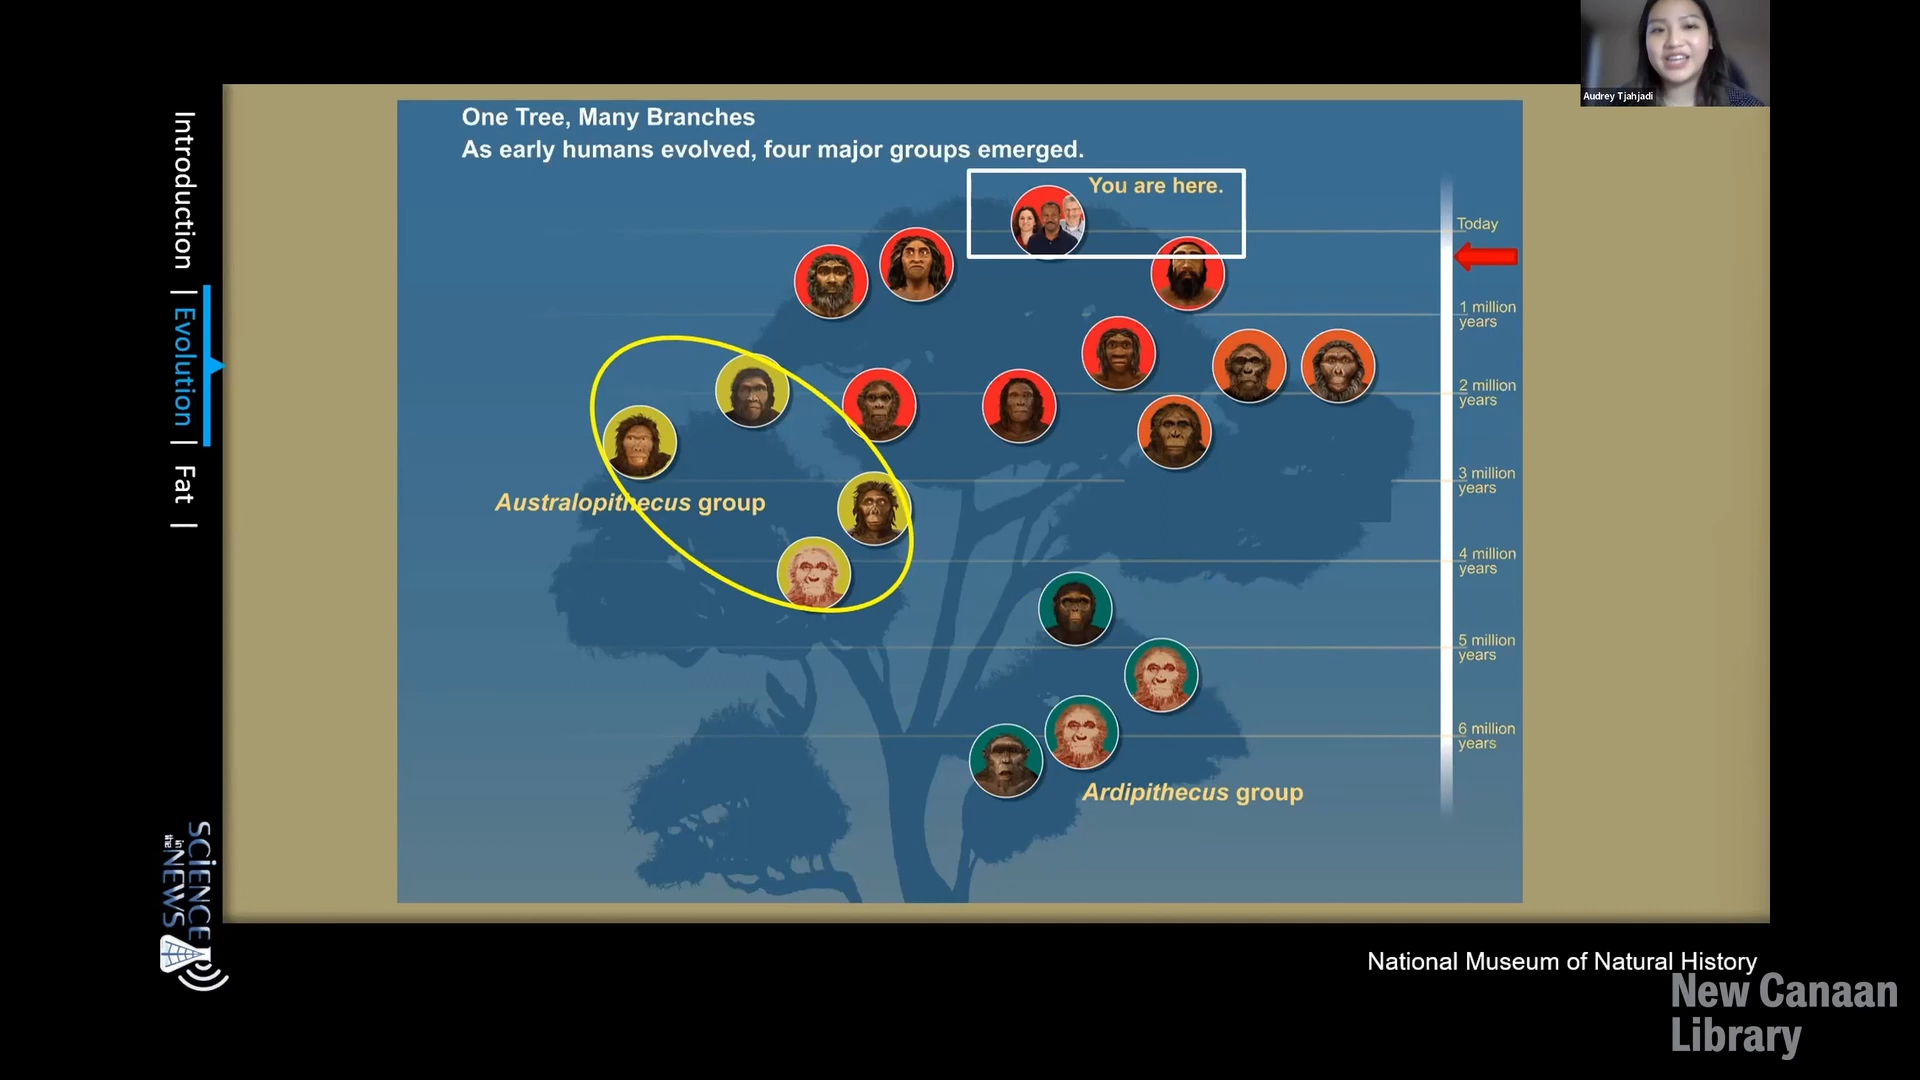 Audrey Tjahjadi
One Tree, Many Branches
As early humans evolved, four major groups emerged.
You are here.
Today
1 million
years
2 million
years
3 million
years
4 million
years
5 million
years
6 million
years
Australopithecus group
Ardipithecus group
Introduction | Evolution | Fat |
SCIENCE
in the NEWS
National Museum of Natural History
New Canaan
Library